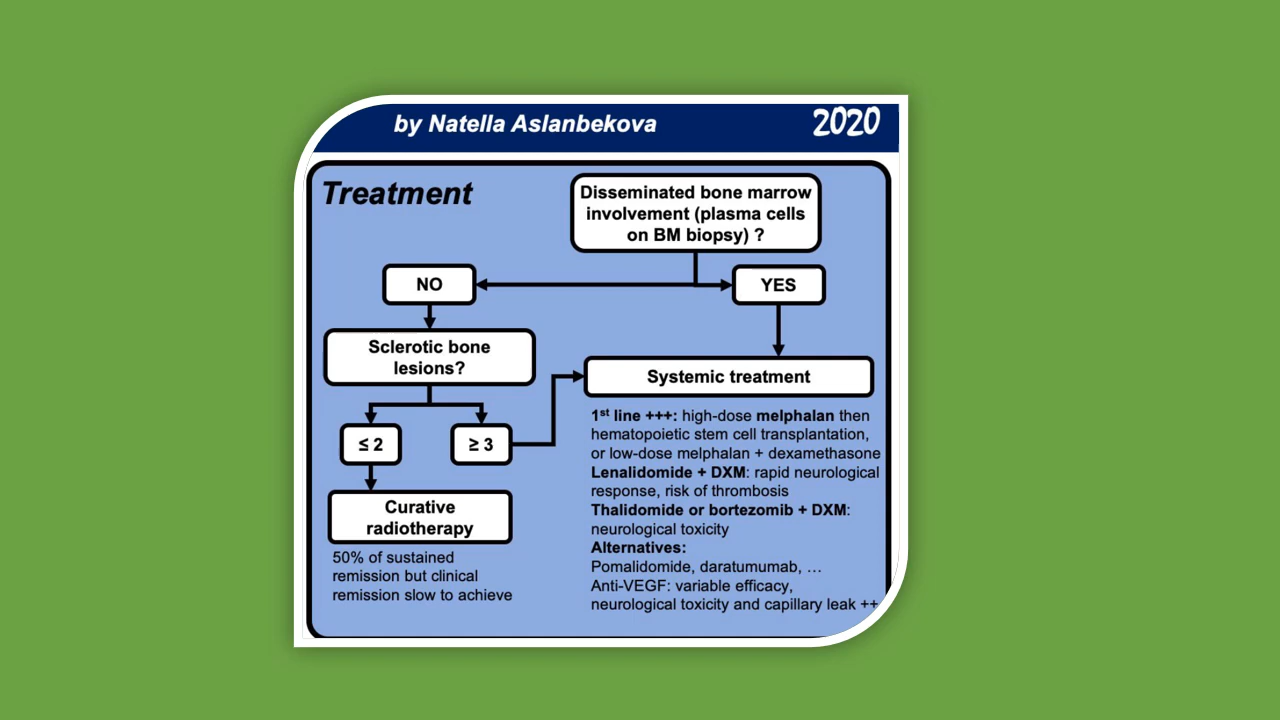 by Natella Aslanbekova
2020
Treatment
Disseminated bone marrow
involvement (plasma cells
on BM biopsy) ?
NO
YES
Sclerotic bone
lesions?
Systemic treatment
≤ 2
≥ 3
Curative
radiotherapy
50% of sustained
remission but clinical
remission slow to achieve
1st line +++: high-dose melphalan then
hematopoietic stem cell transplantation,
or low-dose melphalan + dexamethasone
Lenalidomide + DXM: rapid neurological
response, risk of thrombosis
Thalidomide or bortezomib + DXM:
neurological toxicity
Alternatives:
Pomalidomide, daratumumab, …
Anti-VEGF: variable efficacy,
neurological toxicity and capillary leak ++